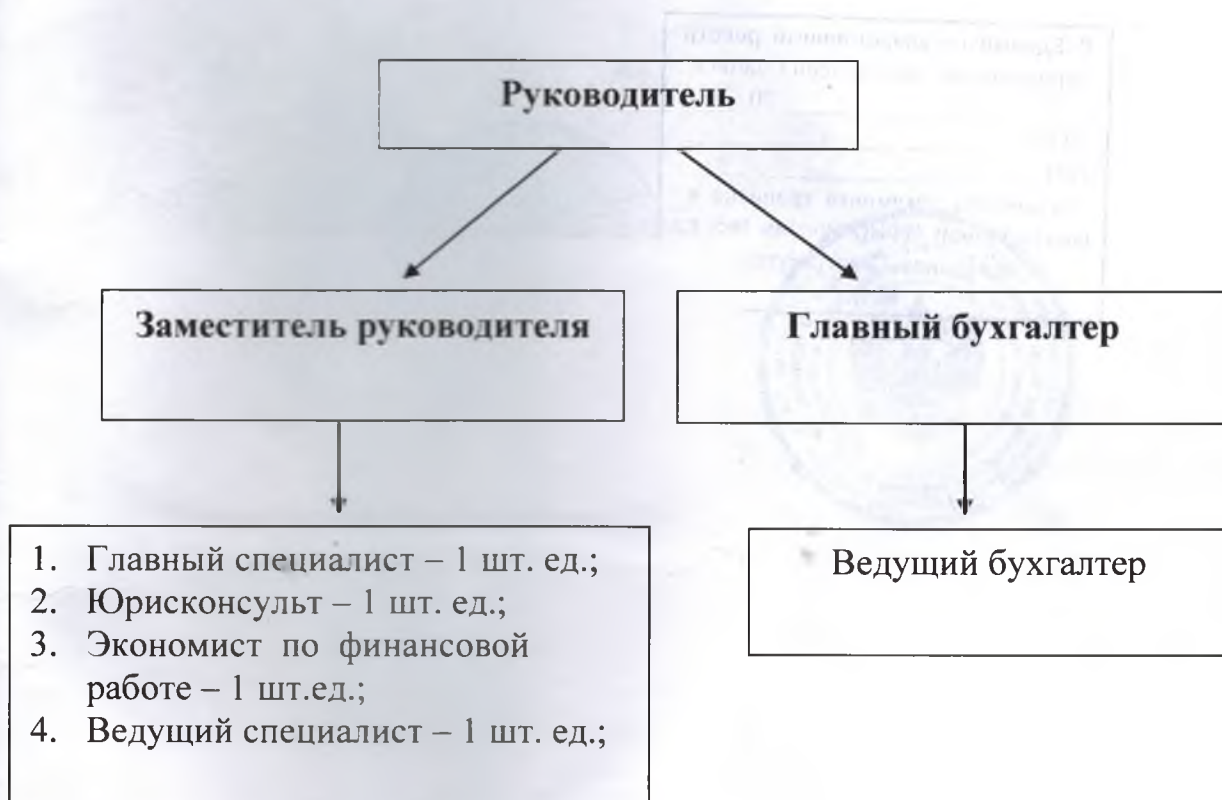 Руководитель
Заместитель руководителя
Главный бухгалтер
1. Главный специалист – 1 шт. ед.;
2. Юрисконсульт – 1 шт. ед.;
3. Экономист по финансовой
работе – 1 шт.ед.;
4. Ведущий специалист – 1 шт. ед.;
Ведущий бухгалтер